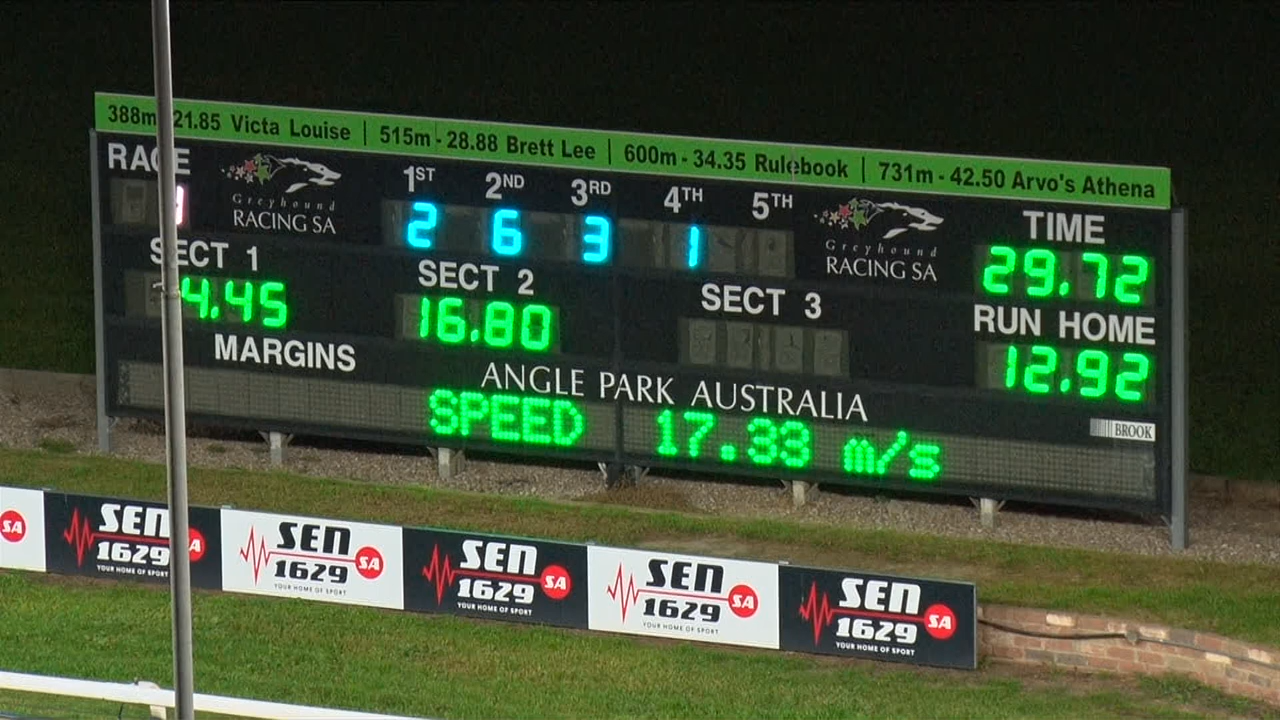 388m 21.85 Victa Louise | 515m - 28.88 Brett Lee | 600m - 34.35 Rulebook | 731m - 42.50 Arvo's Athena
RACE
Greyhound
RACING SA
1ST 2ND 3RD 4TH 5TH
2 6 3 1
Greyhound
RACING SA
TIME
29.72
SECT 1
4.45
SECT 2
16.80
SECT 3
RUN HOME
12.92
MARGINS
ANGLE PARK AUSTRALIA
SPEED 17.33 m/s
BROOK
SA
SEN
1629
YOUR HOME OF SPORT
SEN
1629 SA
YOUR HOME OF SPORT
SEN
1629 SA
YOUR HOME OF SPORT
SEN
1629 SA
YOUR HOME OF SPORT
SEN
1629 SA
YOUR HOME OF SPORT